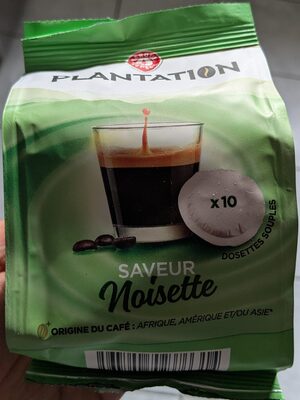 PLANTATION
x10
DOSETTES SOUPLES
SAVEUR
Noisette
ORIGINE DU CAFÉ : AFRIQUE, AMÉRIQUE ET/OU ASIE*